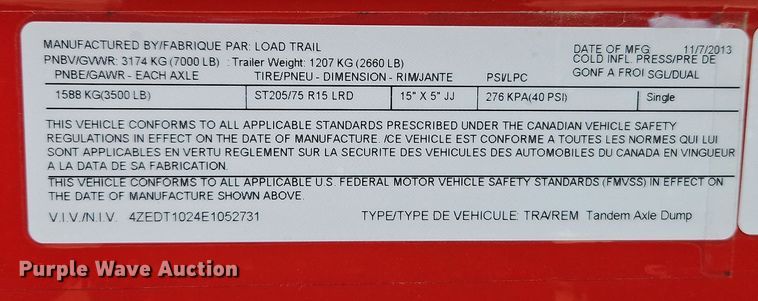 MANUFACTURED BY/FABRIQUE PAR: LOAD TRAIL
DATE OF MFG 11/7/2013
PNBV/GVWR: 3174 KG (7000 LB) : Trailer Weight: 1207 KG (2660 LB)
COLD INFL. PRESS/PRE DE
PNBE/GAWR - EACH AXLE TIRE/PNEU - DIMENSION - RIM/JANTE PSI/LPC GONF A FROI SGL/DUAL
1588 KG(3500 LB) ST205/75 R15 LRD 15" X 5" JJ 276 KPA(40 PSI) Single
THIS VEHICLE CONFORMS TO ALL APPLICABLE STANDARDS PRESCRIBED UNDER THE CANADIAN VEHICLE SAFETY
REGULATIONS IN EFFECT ON THE DATE OF MANUFACTURE. /CE VEHICLE EST CONFORME A TOUTES LES NORMES QUI LUI
SONT APPLICABLES EN VERTU REGLEMENT SUR LA SECURITE DES VEHICULES DES AUTOMOBILES DU CANADA EN VINGUEUR
A LA DATA DE SA FABRICATION.
THIS VEHICLE CONFORMS TO ALL APPLICABLE U.S. FEDERAL MOTOR VEHICLE SAFETY STANDARDS (FMVSS) IN EFFECT ON
THE DATE OF MANUFACTURE SHOWN ABOVE.
V.I.V./N.I.V. 4ZEDT1024E1052731 TYPE/TYPE DE VEHICULE: TRA/REM Tandem Axle Dump
Purple Wave Auction